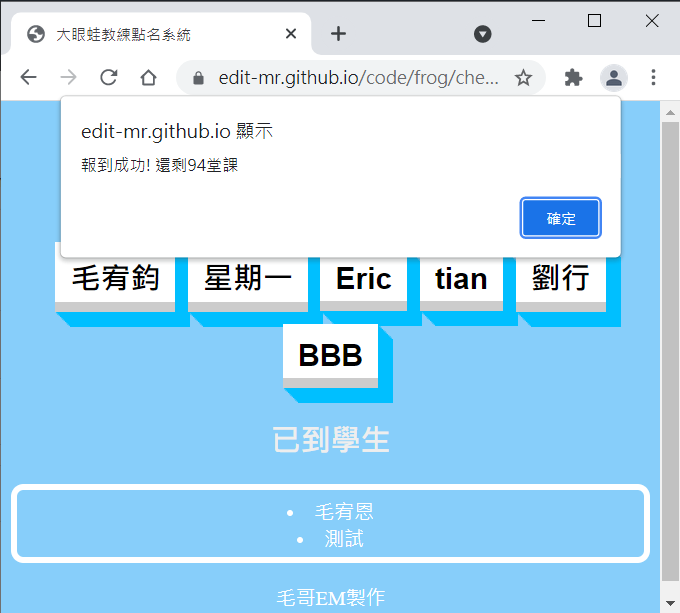 大眼蛙教練點名系統
edit-mr.github.io/code/frog/che...
edit-mr.github.io 顯示
報到成功! 還剩94堂課
確定
毛宥鈞 星期一 Eric tian 劉行
BBB
已到學生
• 毛宥恩
• 測試
毛哥EM製作